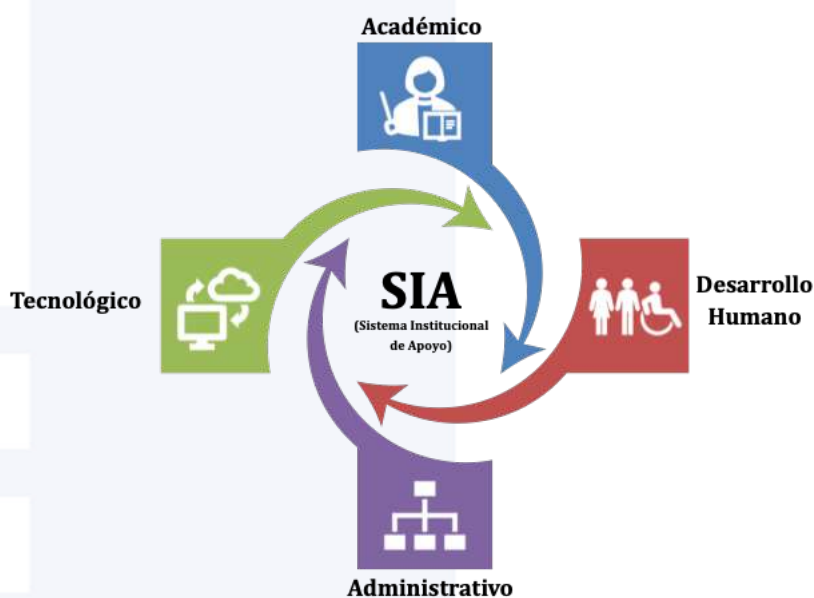 Académico
Tecnológico
SIA
(Sistema Institucional
de Apoyo)
Desarrollo
Humano
Administrativo